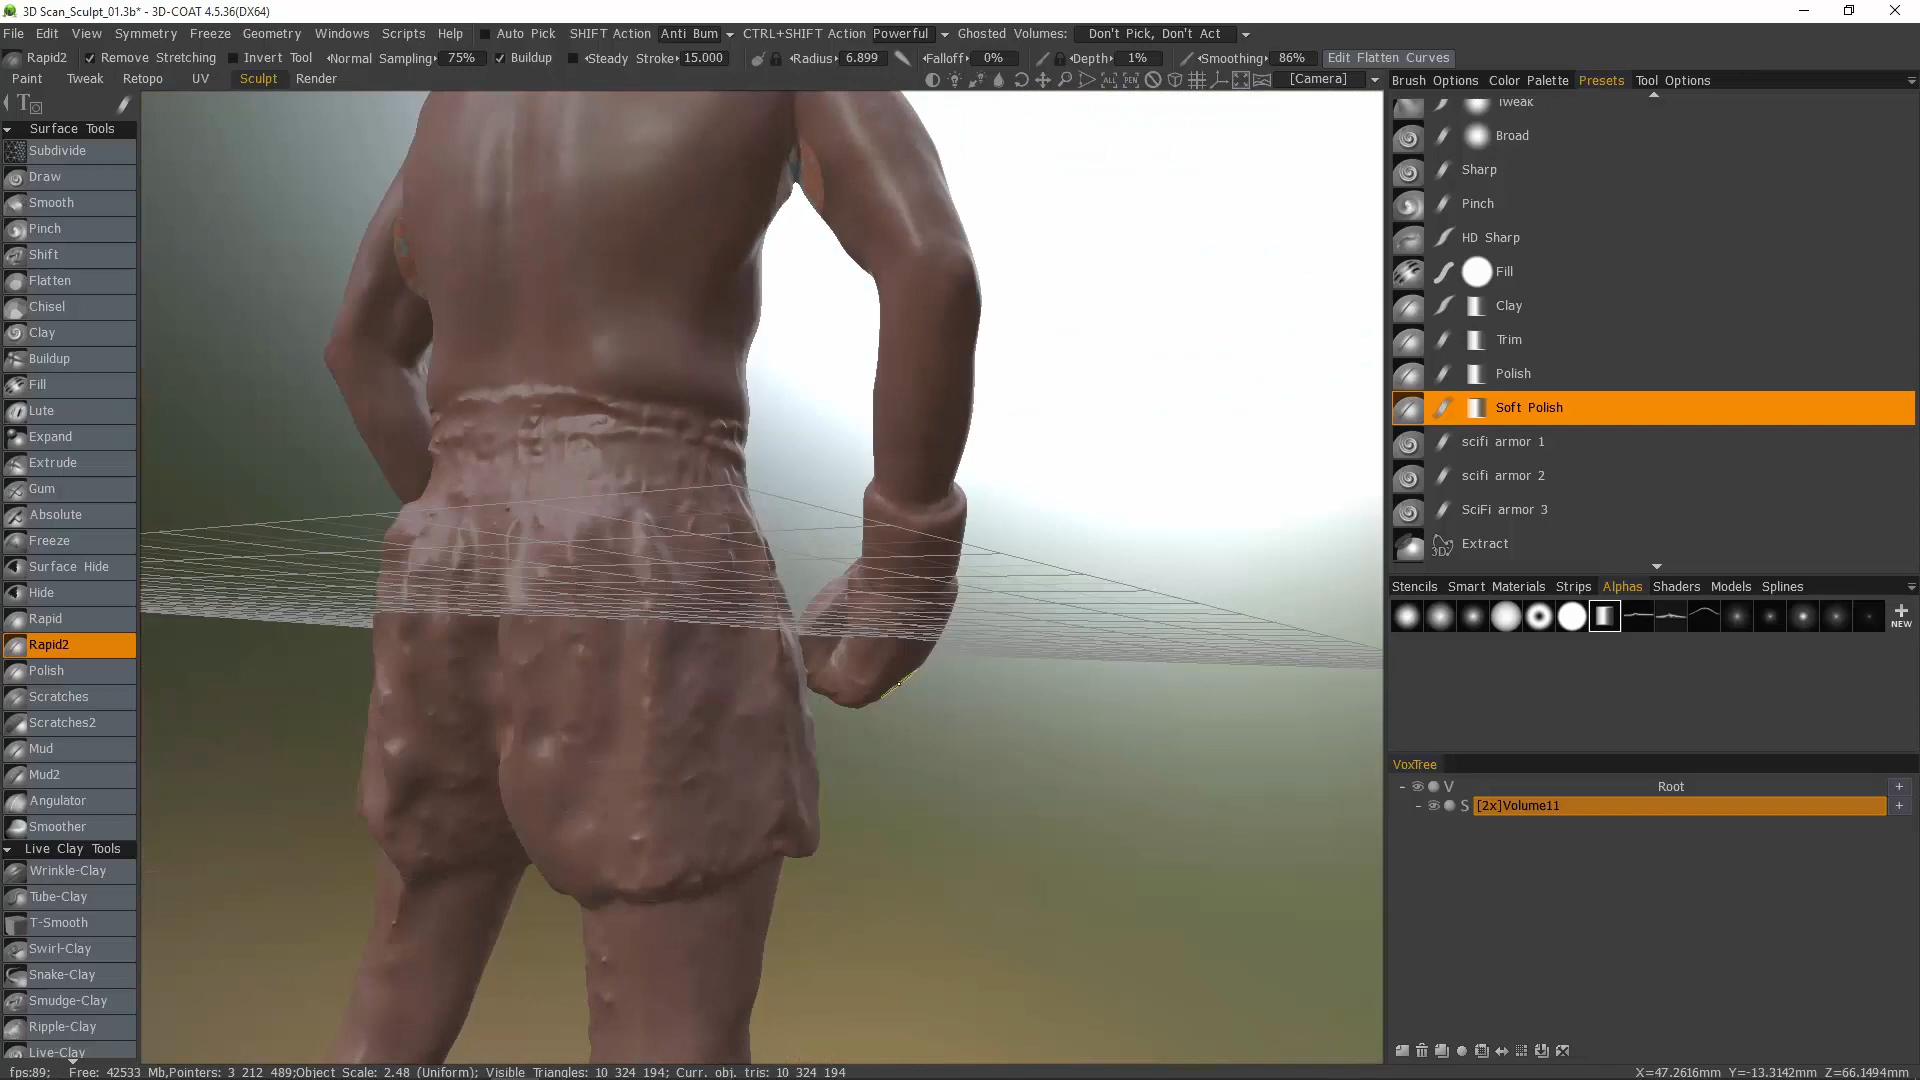 3D Scan_Sculpt_01.3b* - 3D-COAT 4.5.36(DX64)
File Edit View Symmetry Freeze Geometry Windows Scripts Help Auto Pick SHIFT Action Anti Bum CTRL+SHIFT Action Powerful Ghosted Volumes: Don't Pick, Don't Act
Rapid2 Remove Stretching Invert Tool Normal Sampling 75% Buildup Steady Stroke 15.000 Radius 6.899 Falloff 0% Depth 1% Smoothing 86% Edit Flatten Curves
Paint Tweak Retopo UV Sculpt Render [Camera] Brush Options Color Palette Presets Tool Options
Surface Tools
Subdivide
Draw
Smooth
Pinch
Shift
Flatten
Chisel
Clay
Buildup
Fill
Lute
Expand
Extrude
Gum
Absolute
Freeze
Surface Hide
Hide
Rapid
Rapid2
Polish
Scratches
Scratches2
Mud
Mud2
Angulator
Smoother
Live Clay Tools
Wrinkle-Clay
Tube-Clay
T-Smooth
Swirl-Clay
Snake-Clay
Smudge-Clay
Ripple-Clay
Live-Clay
Tweak
Broad
Sharp
Pinch
HD Sharp
Fill
Clay
Trim
Polish
Soft Polish
scifi armor 1
scifi armor 2
SciFi armor 3
3D Extract
Stencils Smart Materials Strips Alphas Shaders Models Splines
NEW
VoxTree
V Root +
S [2x]Volume11 +
fps:89; Free: 42533 Mb,Pointers: 3 212 489;Object Scale: 2.48 (Uniform); Visible Triangles: 10 324 194; Curr. obj. tris: 10 324 194 X=47.2616mm Y=-13.3142mm Z=66.1494mm